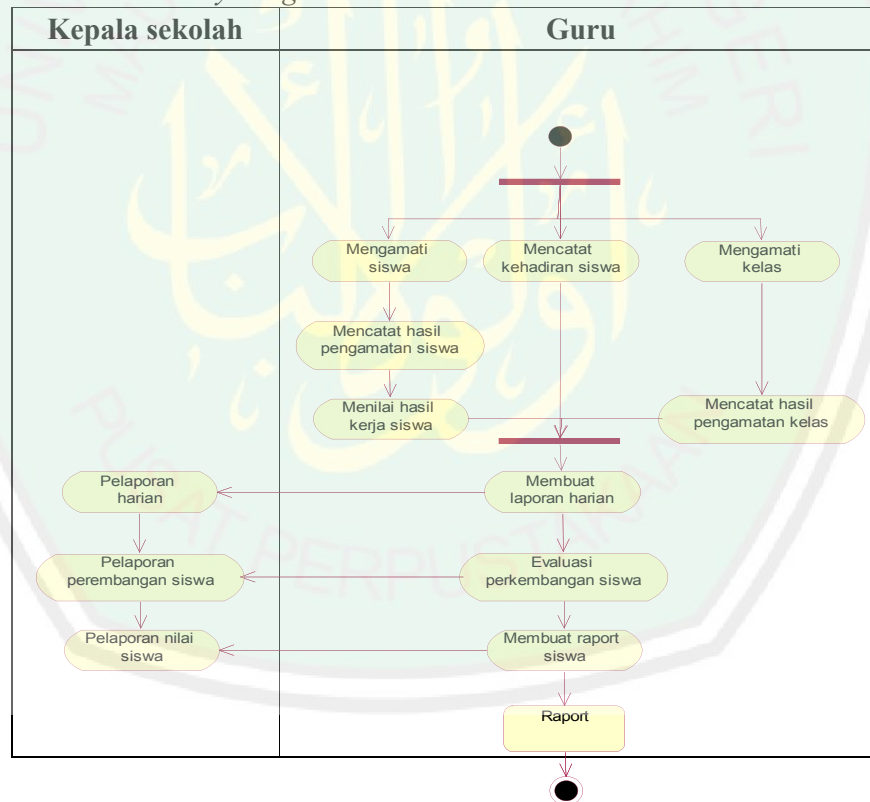 Kepala sekolah
Guru
Mengamati
siswa
Mencatat
kehadiran siswa
Mengamati
kelas
Mencatat hasil
pengamatan siswa
Menilai hasil
kerja siswa
Mencatat hasil
pengamatan kelas
Pelaporan
harian
Membuat
laporan harian
Pelaporan
perembangan siswa
Evaluasi
perkembangan siswa
Pelaporan nilai
siswa
Membuat raport
siswa
Raport
PUSAT PERPUSTAKAAN